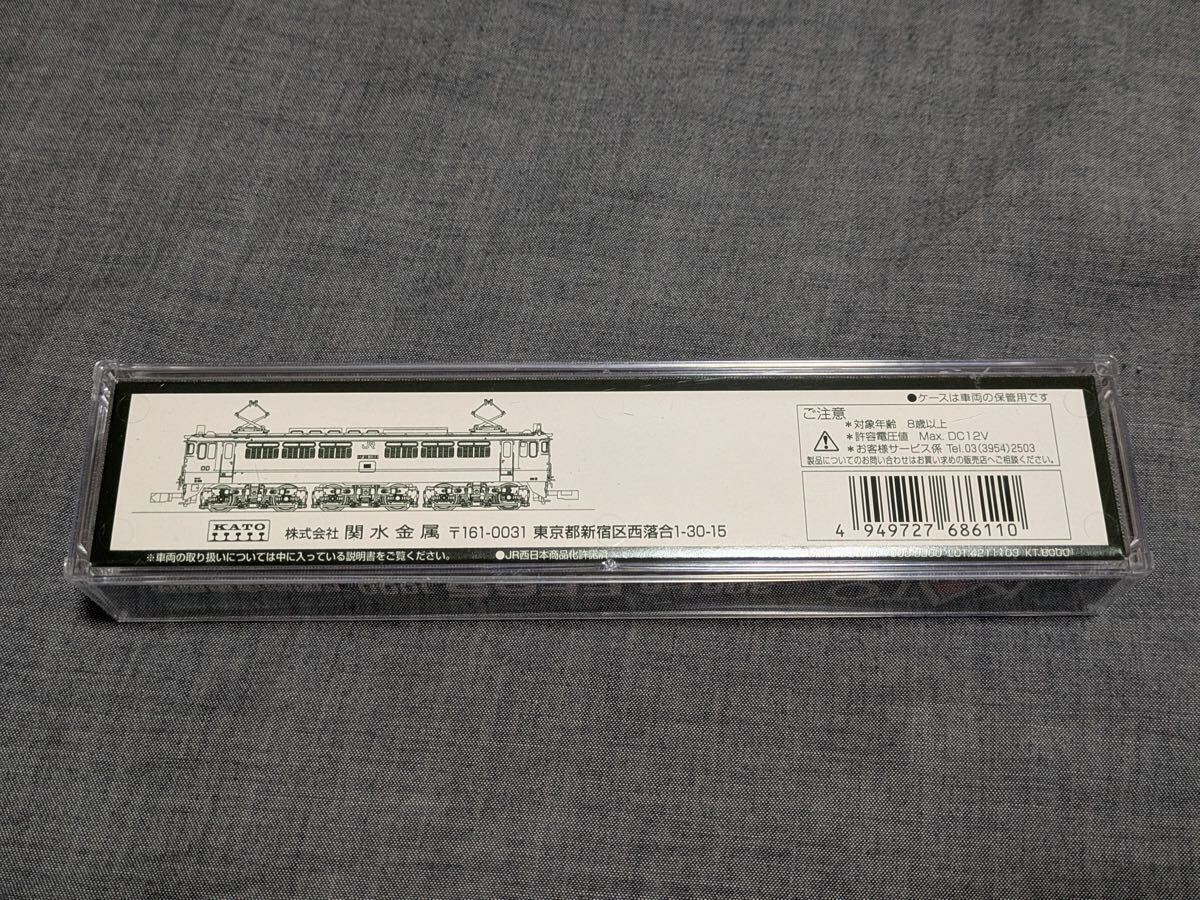 ●ケースは車両の保管用です
ご注意
*対象年齢 8歳以上
*許容電圧値 Max. DC12V
*お客様サービス係 Tel.03(3954)2503
製品についてのお問い合わせはお買い求めの販売店へご相談ください。
JR
4 949727 686110
KATO
株式会社 関水金属 〒161-0031 東京都新宿区西落合1-30-15
※車両の取り扱いについては中に入っている説明書をご覧ください。
●JR西日本商品化許諾済
KATO